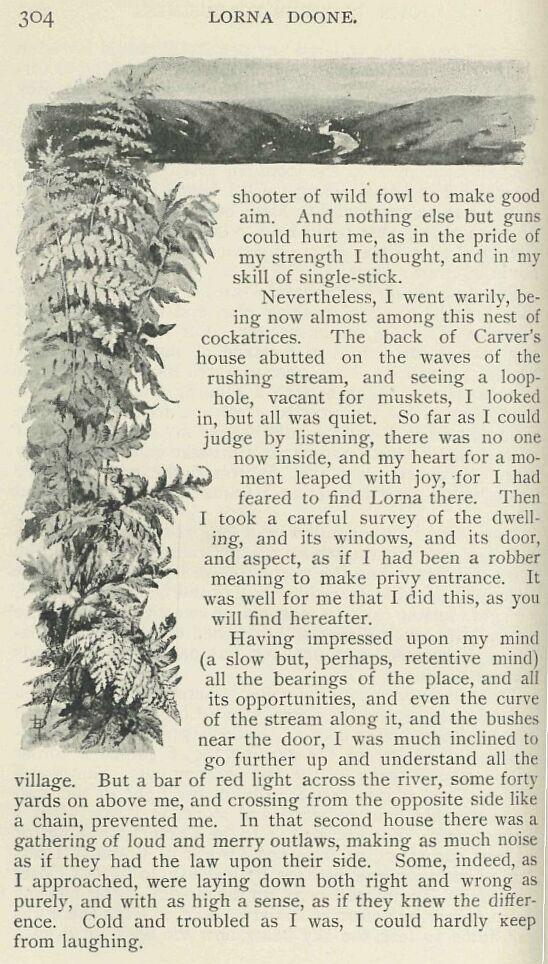 304 LORNA DOONE.
shooter of wild fowl to make good
aim. And nothing else but guns
could hurt me, as in the pride of
my strength I thought, and in my
skill of single-stick.
Nevertheless, I went warily, be-
ing now almost among this nest of
cockatrices. The back of Carver's
house abutted on the waves of the
rushing stream, and seeing a loop-
hole, vacant for muskets, I looked
in, but all was quiet. So far as I could
judge by listening, there was no one
now inside, and my heart for a mo-
ment leaped with joy, for I had
feared to find Lorna there. Then
I took a careful survey of the dwell-
ing, and its windows, and its door,
and aspect, as if I had been a robber
meaning to make privy entrance. It
was well for me that I did this, as you
will find hereafter.
Having impressed upon my mind
(a slow but, perhaps, retentive mind)
all the bearings of the place, and all
its opportunities, and even the curve
of the stream along it, and the bushes
near the door, I was much inclined to
go further up and understand all the
village. But a bar of red light across the river, some forty
yards on above me, and crossing from the opposite side like
a chain, prevented me. In that second house there was a
gathering of loud and merry outlaws, making as much noise
as if they had the law upon their side. Some, indeed, as
I approached, were laying down both right and wrong as
purely, and with as high a sense, as if they knew the differ-
ence. Cold and troubled as I was, I could hardly keep
from laughing.